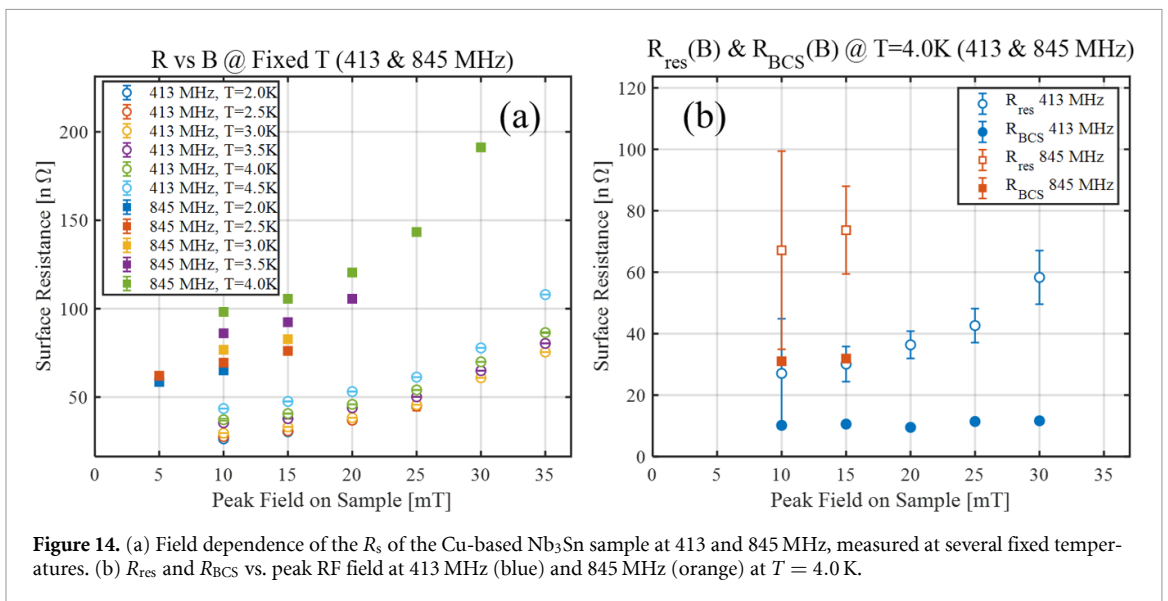 R vs B @ Fixed T (413 & 845 MHz)
(a)
413 MHz, T=2.0K
413 MHz, T=2.5K
413 MHz, T=3.0K
413 MHz, T=3.5K
413 MHz, T=4.0K
413 MHz, T=4.5K
845 MHz, T=2.0K
845 MHz, T=2.5K
845 MHz, T=3.0K
845 MHz, T=3.5K
845 MHz, T=4.0K
Surface Resistance [n Ω]
200
150
100
50
0 5 10 15 20 25 30 35
Peak Field on Sample [mT]
R_res(B) & R_BCS(B) @ T=4.0K (413 & 845 MHz)
(b)
R_res 413 MHz
R_BCS 413 MHz
R_res 845 MHz
R_BCS 845 MHz
Surface Resistance [n Ω]
120
100
80
60
40
20
0
0 5 10 15 20 25 30 35
Peak Field on Sample [mT]
Figure 14. (a) Field dependence of the Rs of the Cu-based Nb₃Sn sample at 413 and 845 MHz, measured at several fixed temper-
atures. (b) Rres and RBCS vs. peak RF field at 413 MHz (blue) and 845 MHz (orange) at T = 4.0 K.